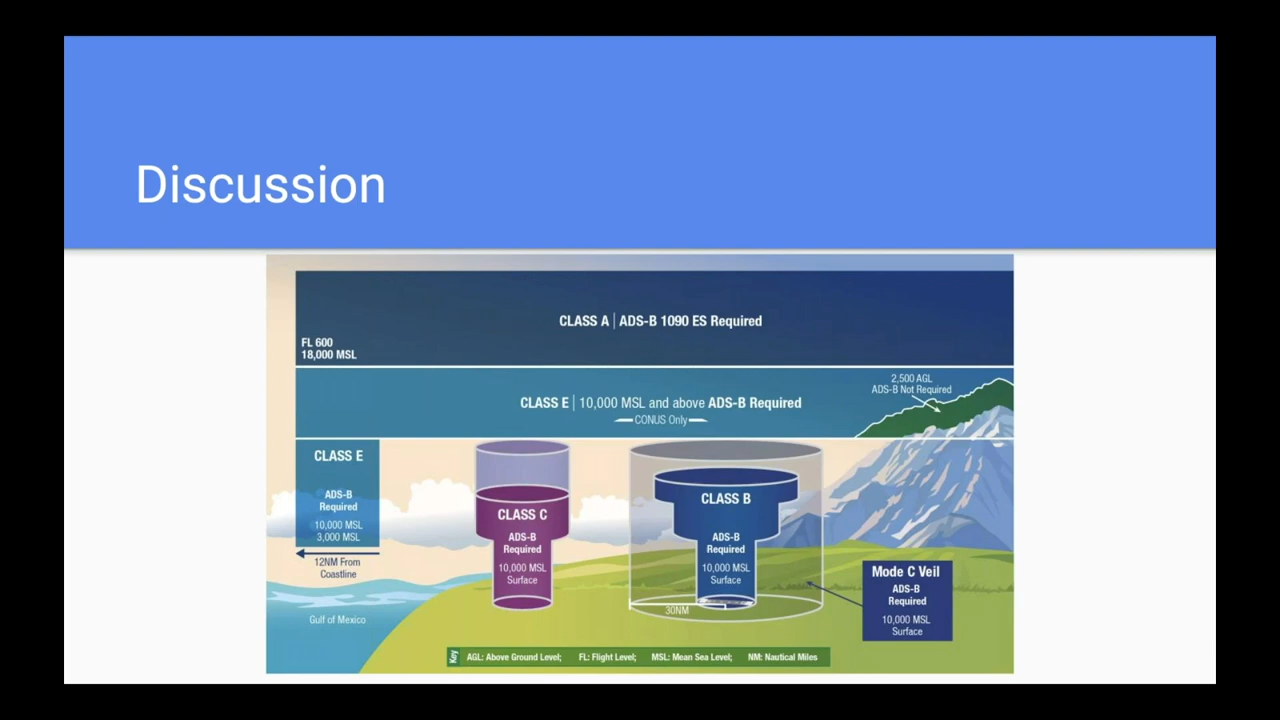 Discussion
CLASS A | ADS-B 1090 ES Required
FL 600
18,000 MSL
2,500 AGL
ADS-B Not Required
CLASS E | 10,000 MSL and above ADS-B Required
CONUS Only
CLASS E
ADS-B
Required
10,000 MSL
3,000 MSL
12NM From
Coastline
Gulf of Mexico
CLASS C
ADS-B
Required
10,000 MSL
Surface
CLASS B
ADS-B
Required
10,000 MSL
Surface
30NM
Mode C Veil
ADS-B
Required
10,000 MSL
Surface
Key
AGL: Above Ground Level; FL: Flight Level; MSL: Mean Sea Level; NM: Nautical Miles